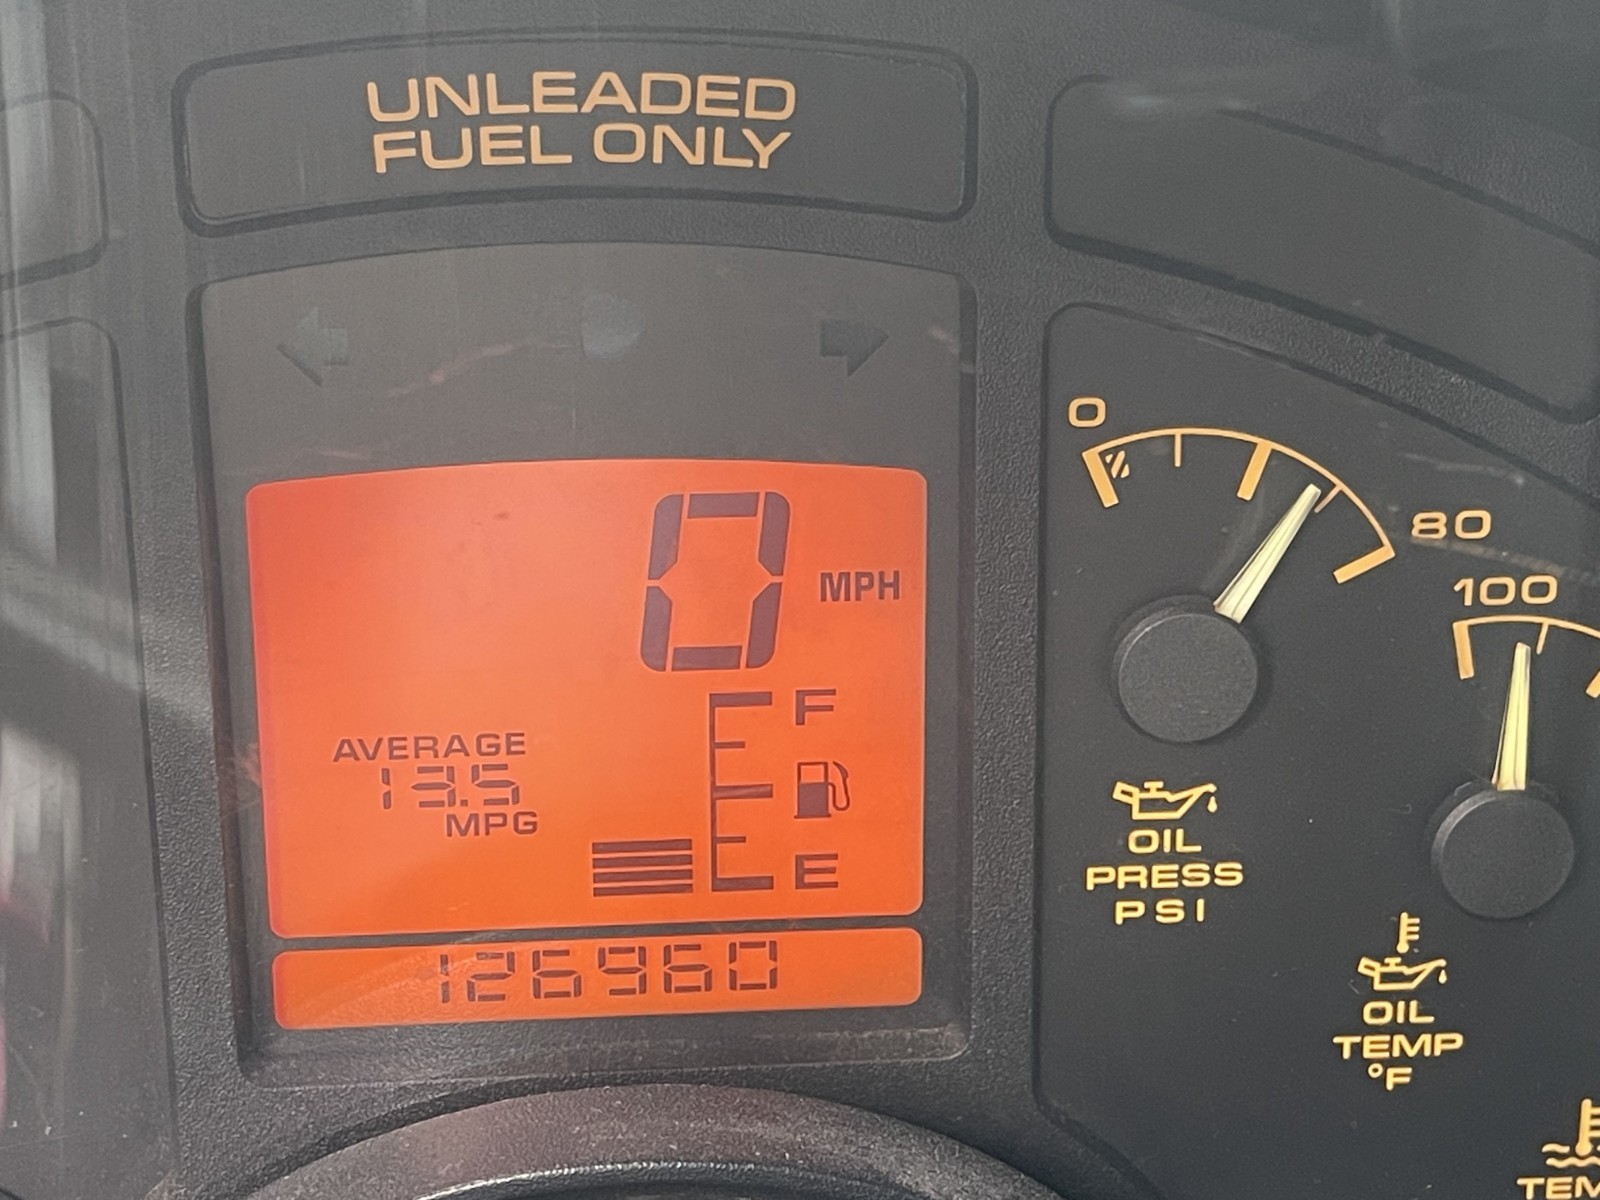 UNLEADED
FUEL ONLY
0 MPH
F
AVERAGE
13.5
MPG
E
126960
0
80
OIL
PRESS
PSI
100
OIL
TEMP
°F